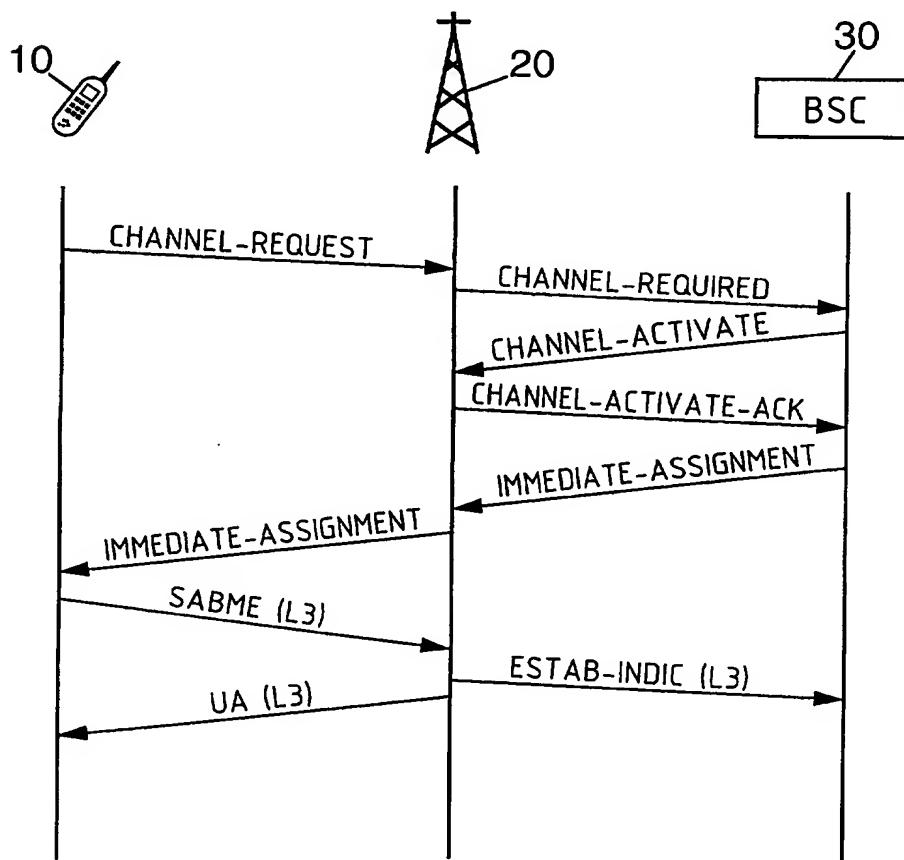 10
20
30
BSC
CHANNEL-REQUEST
CHANNEL-REQUIRED
CHANNEL-ACTIVATE
CHANNEL-ACTIVATE-ACK
IMMEDIATE-ASSIGNMENT
IMMEDIATE-ASSIGNMENT
SABME (L3)
ESTAB-INDIC (L3)
UA (L3)